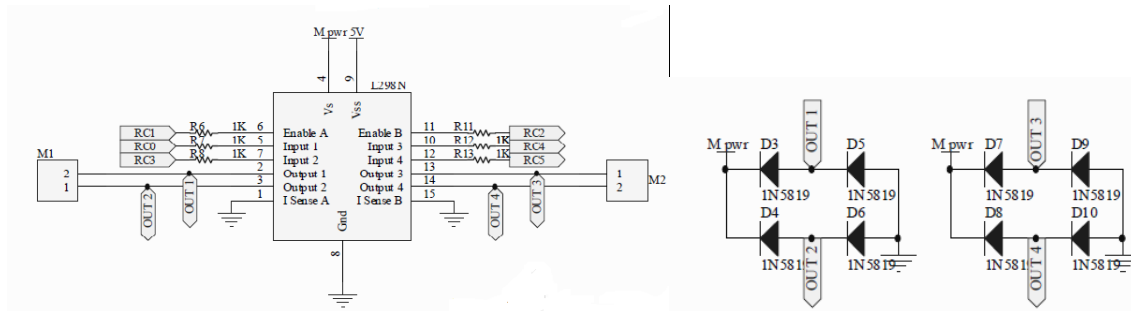 M pwr 5V
4 9
L298N
Vs Vss
RC1 R6 1K 6 Enable A Enable B 11 R11 RC2
RC0 R7 1K 5 Input 1 Input 3 10 R12 1K RC4
RC3 R8 1K 7 Input 2 Input 4 12 R13 1K RC5
M1
2 2 Output 1 Output 3 13 1
1 3 Output 2 Output 4 14 2 M2
1 I Sense A I Sense B 15
OUT 2 OUT 1 OUT 4 OUT 3
Gnd
8
OUT 1
M pwr D3 D5
1N5819 1N5819
D4 D6
1N5819 1N5819
OUT 2
OUT 3
M pwr D7 D9
1N5819 1N5819
D8 D10
1N581 1N5819
OUT 4